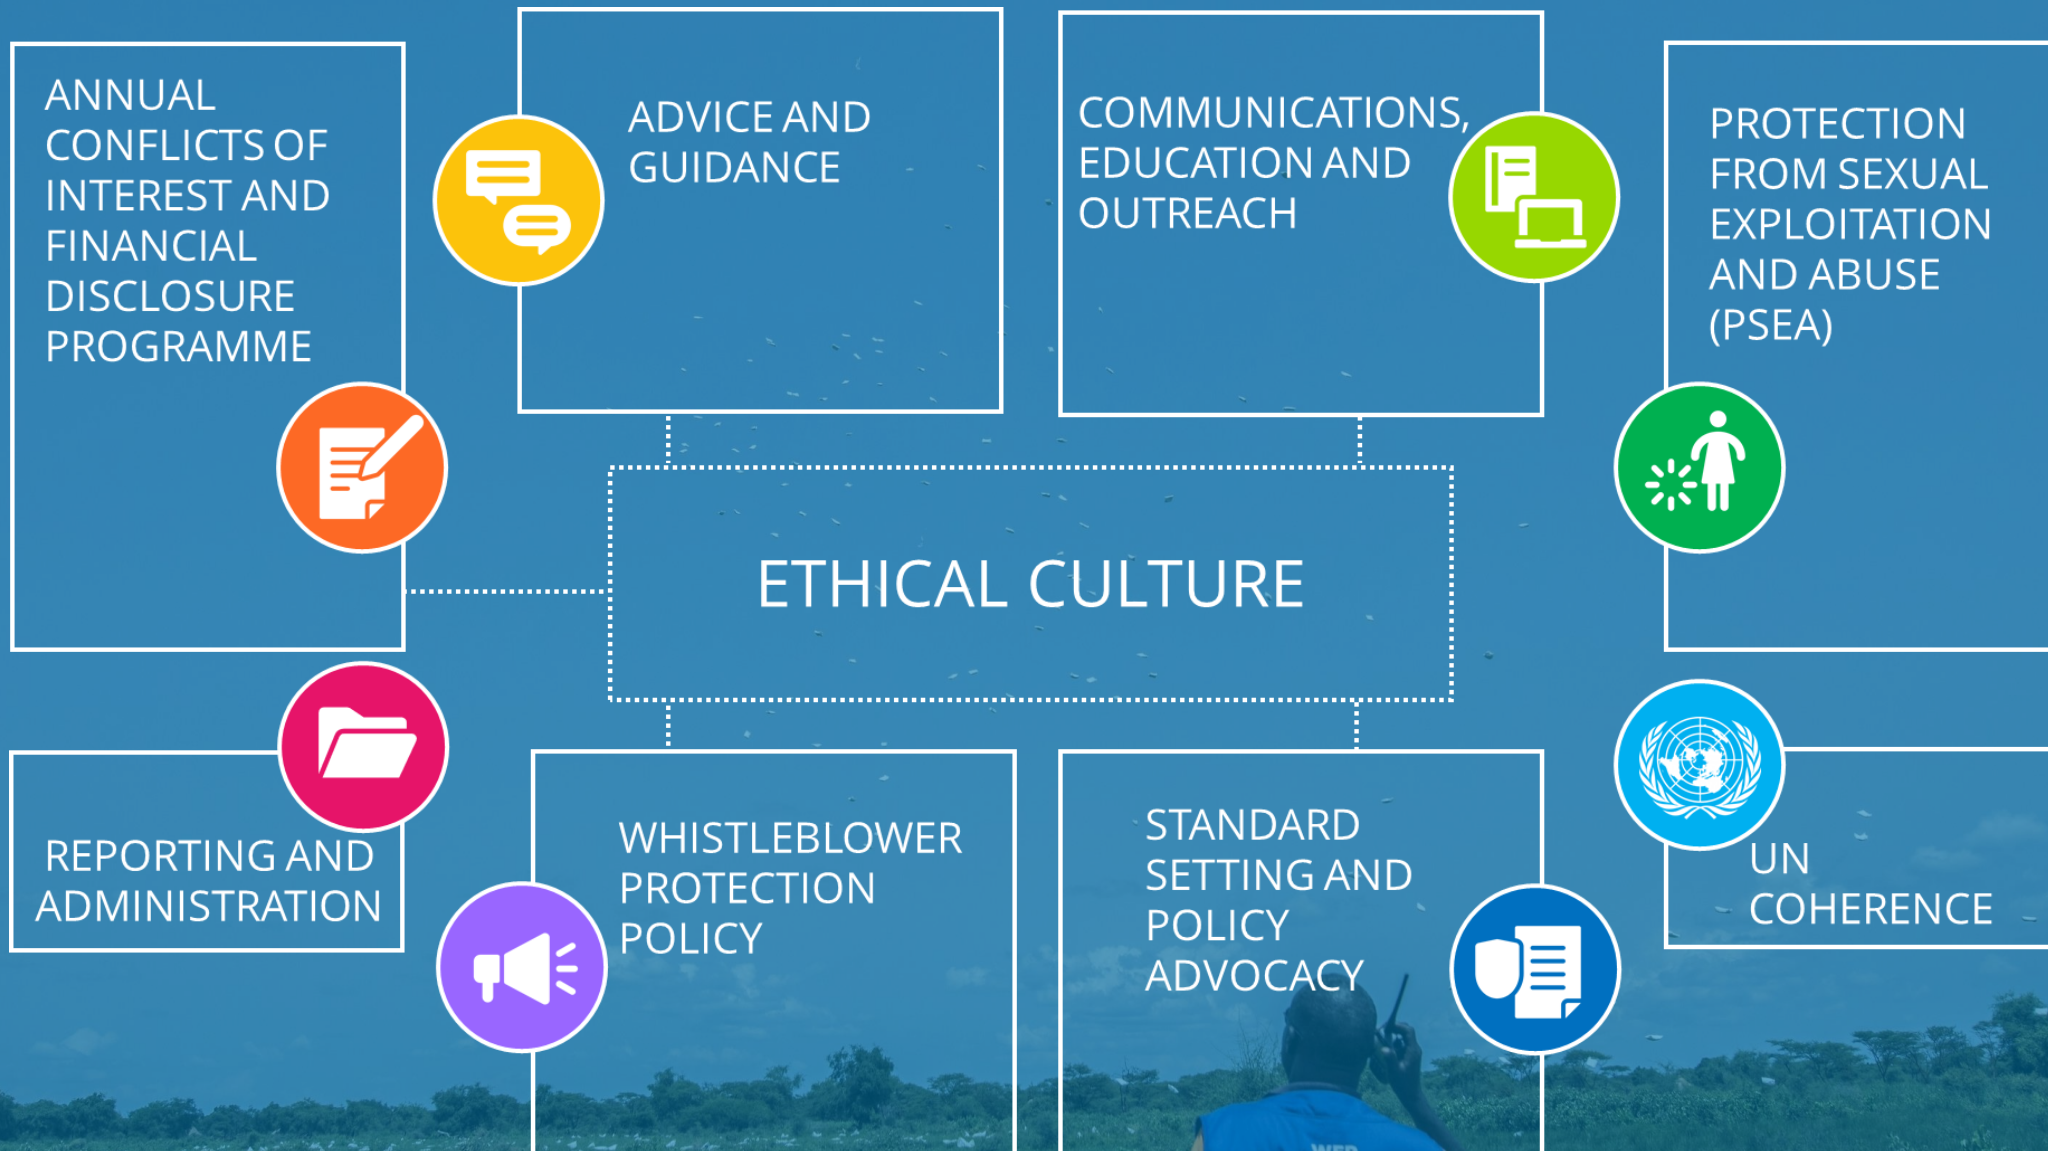 ANNUAL
CONFLICTS OF
INTEREST AND
FINANCIAL
DISCLOSURE
PROGRAMME
ADVICE AND
GUIDANCE
COMMUNICATIONS,
EDUCATION AND
OUTREACH
PROTECTION
FROM SEXUAL
EXPLOITATION
AND ABUSE
(PSEA)
ETHICAL CULTURE
REPORTING AND
ADMINISTRATION
WHISTLEBLOWER
PROTECTION
POLICY
STANDARD
SETTING AND
POLICY
ADVOCACY
UN
COHERENCE
WFP